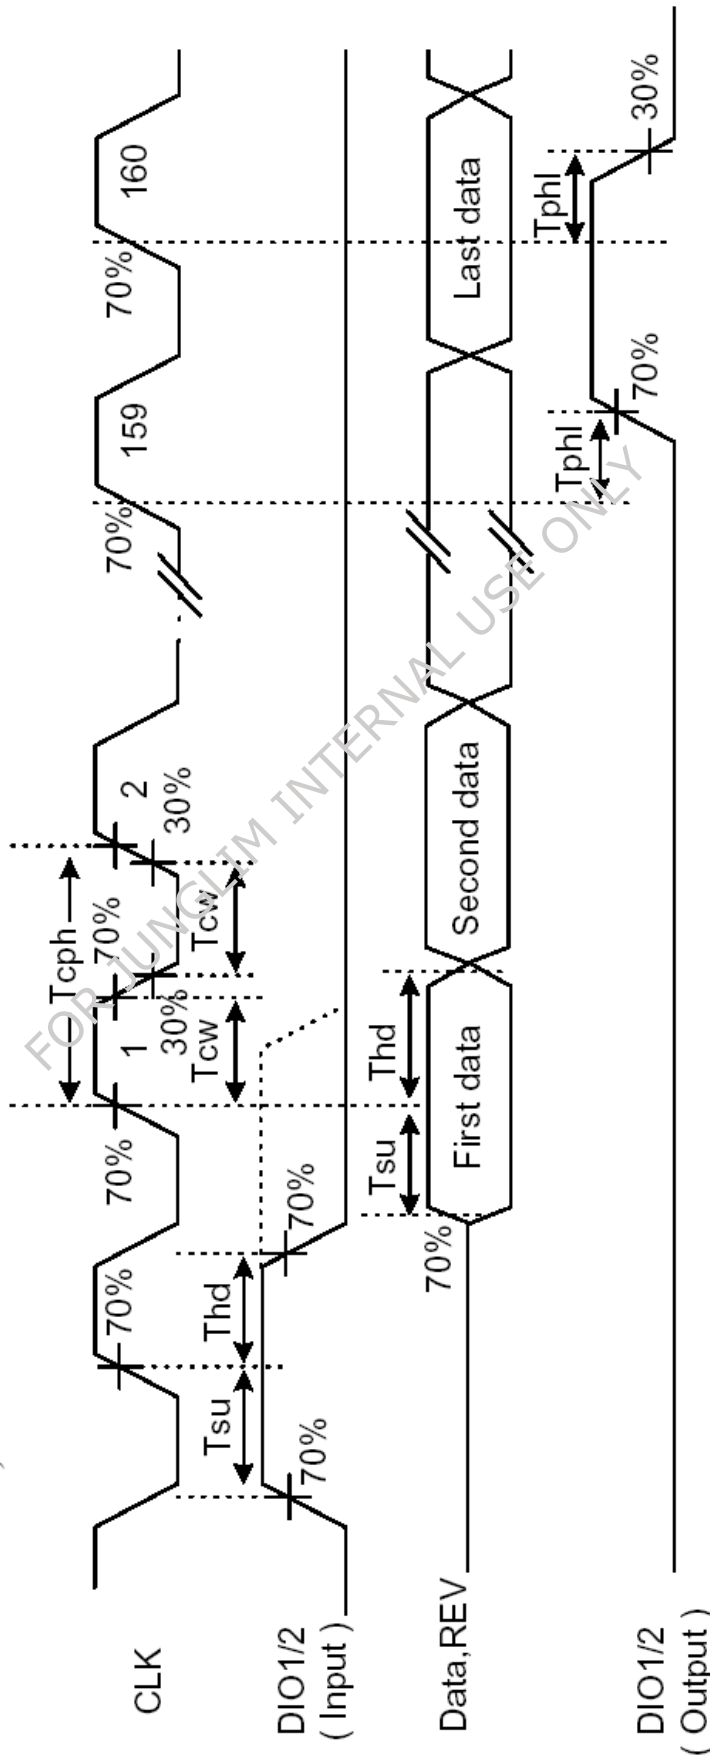 CLK
70%
70%
1
70%
30%
2
30%
70%
159
70%
160
Tcph
Tcw
Tcw
DIO1/2
( Input )
Tsu
Thd
70%
70%
Data,REV
70%
Tsu
Thd
First data
Second data
Last data
DIO1/2
( Output )
Tphl
70%
Tphl
30%
FOR JUNGLIM INTERNAL USE ONLY